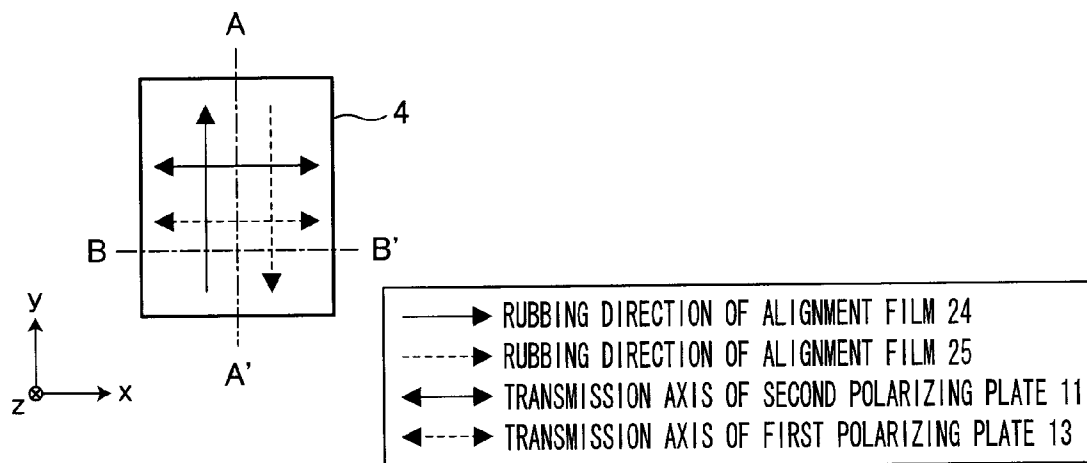 A
4
B B'
y
A'
z x
RUBBING DIRECTION OF ALIGNMENT FILM 24
RUBBING DIRECTION OF ALIGNMENT FILM 25
TRANSMISSION AXIS OF SECOND POLARIZING PLATE 11
TRANSMISSION AXIS OF FIRST POLARIZING PLATE 13